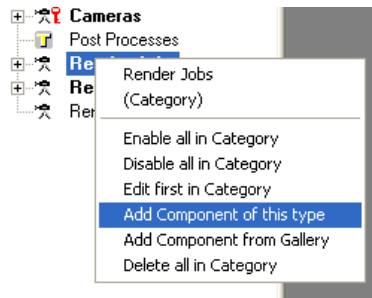 Cameras
Post Processes
Re
Re
Rer
Render Jobs
(Category)
Enable all in Category
Disable all in Category
Edit first in Category
Add Component of this type
Add Component from Gallery
Delete all in Category